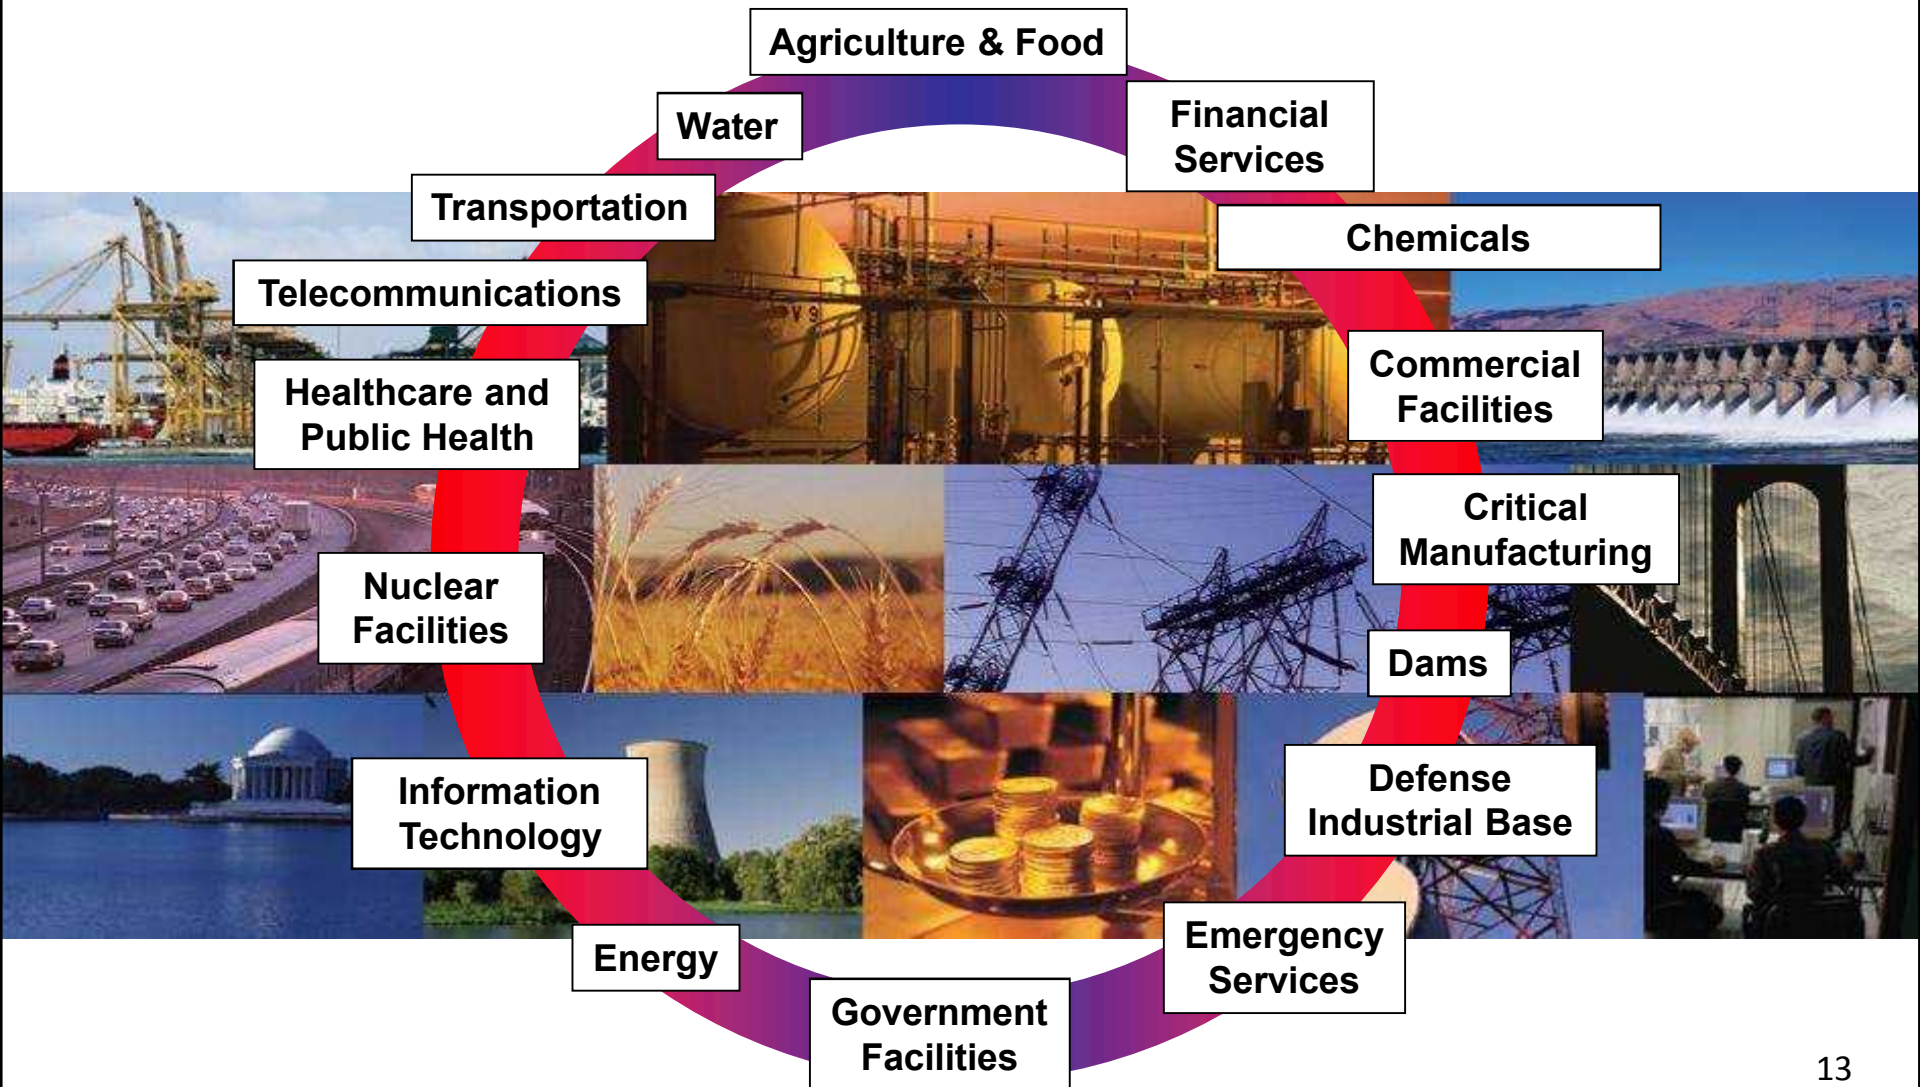 Agriculture & Food
Water
Financial
Services
Transportation
Chemicals
Telecommunications
Commercial
Facilities
Healthcare and
Public Health
Critical
Manufacturing
Nuclear
Facilities
Dams
Information
Technology
Defense
Industrial Base
Energy
Emergency
Services
Government
Facilities
V 9
13